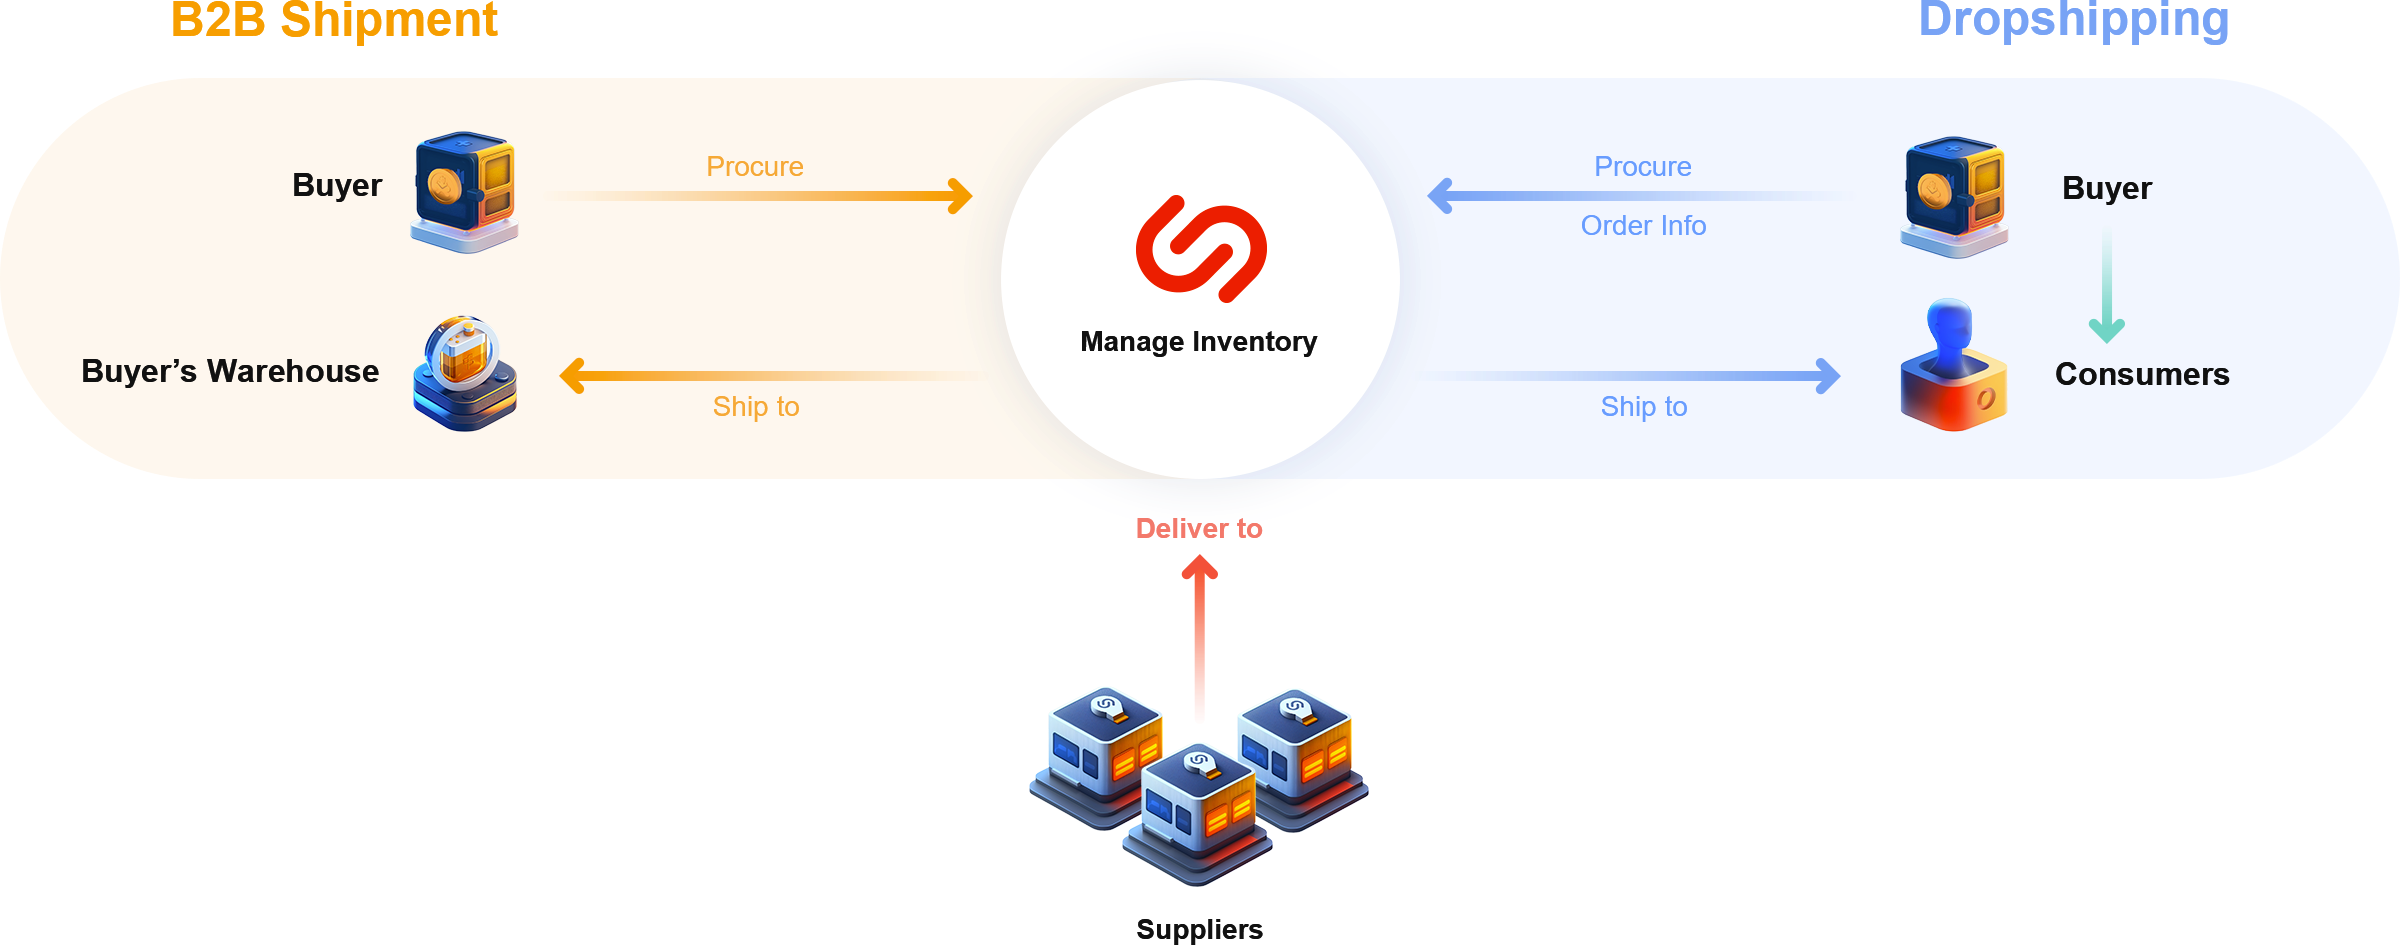 B2B Shipment
Dropshipping
Buyer
Procure
Procure
Order Info
Buyer
Manage Inventory
Buyer’s Warehouse
Ship to
Ship to
Consumers
Deliver to
Suppliers